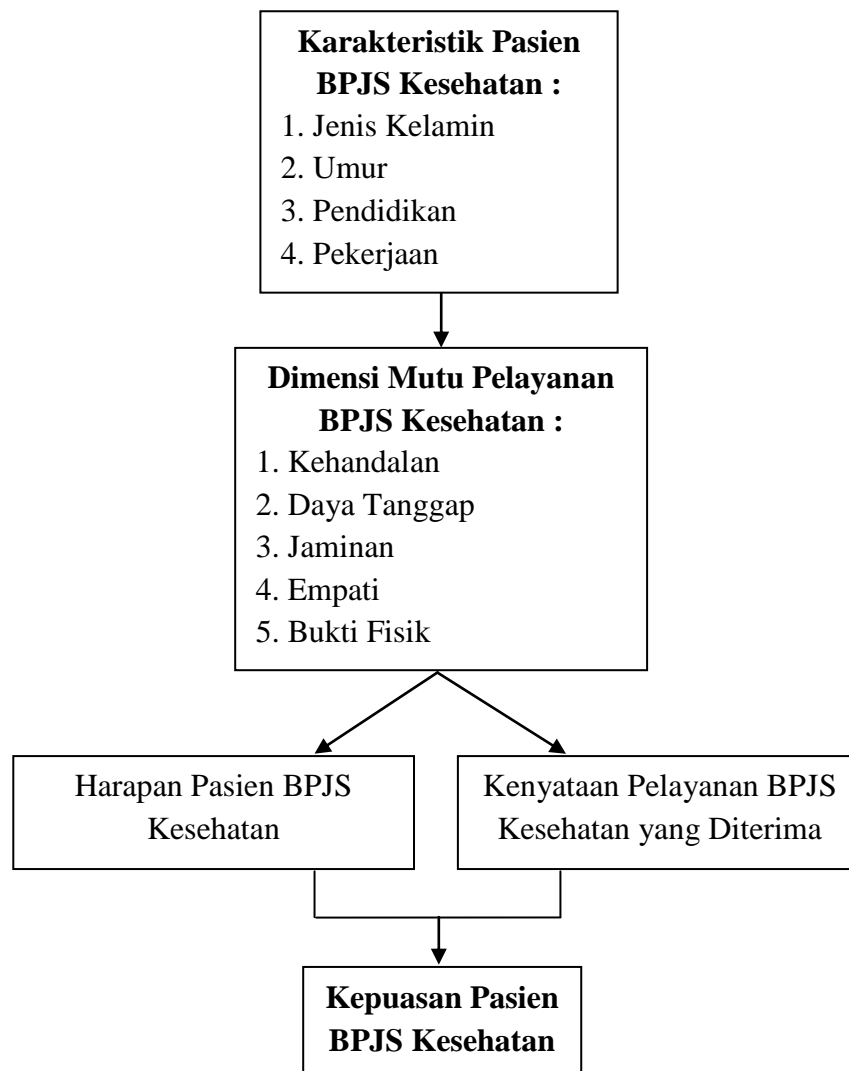 Karakteristik Pasien
BPJS Kesehatan :
1. Jenis Kelamin
2. Umur
3. Pendidikan
4. Pekerjaan
Dimensi Mutu Pelayanan
BPJS Kesehatan :
1. Kehandalan
2. Daya Tanggap
3. Jaminan
4. Empati
5. Bukti Fisik
Harapan Pasien BPJS
Kesehatan
Kenyataan Pelayanan BPJS
Kesehatan yang Diterima
Kepuasan Pasien
BPJS Kesehatan